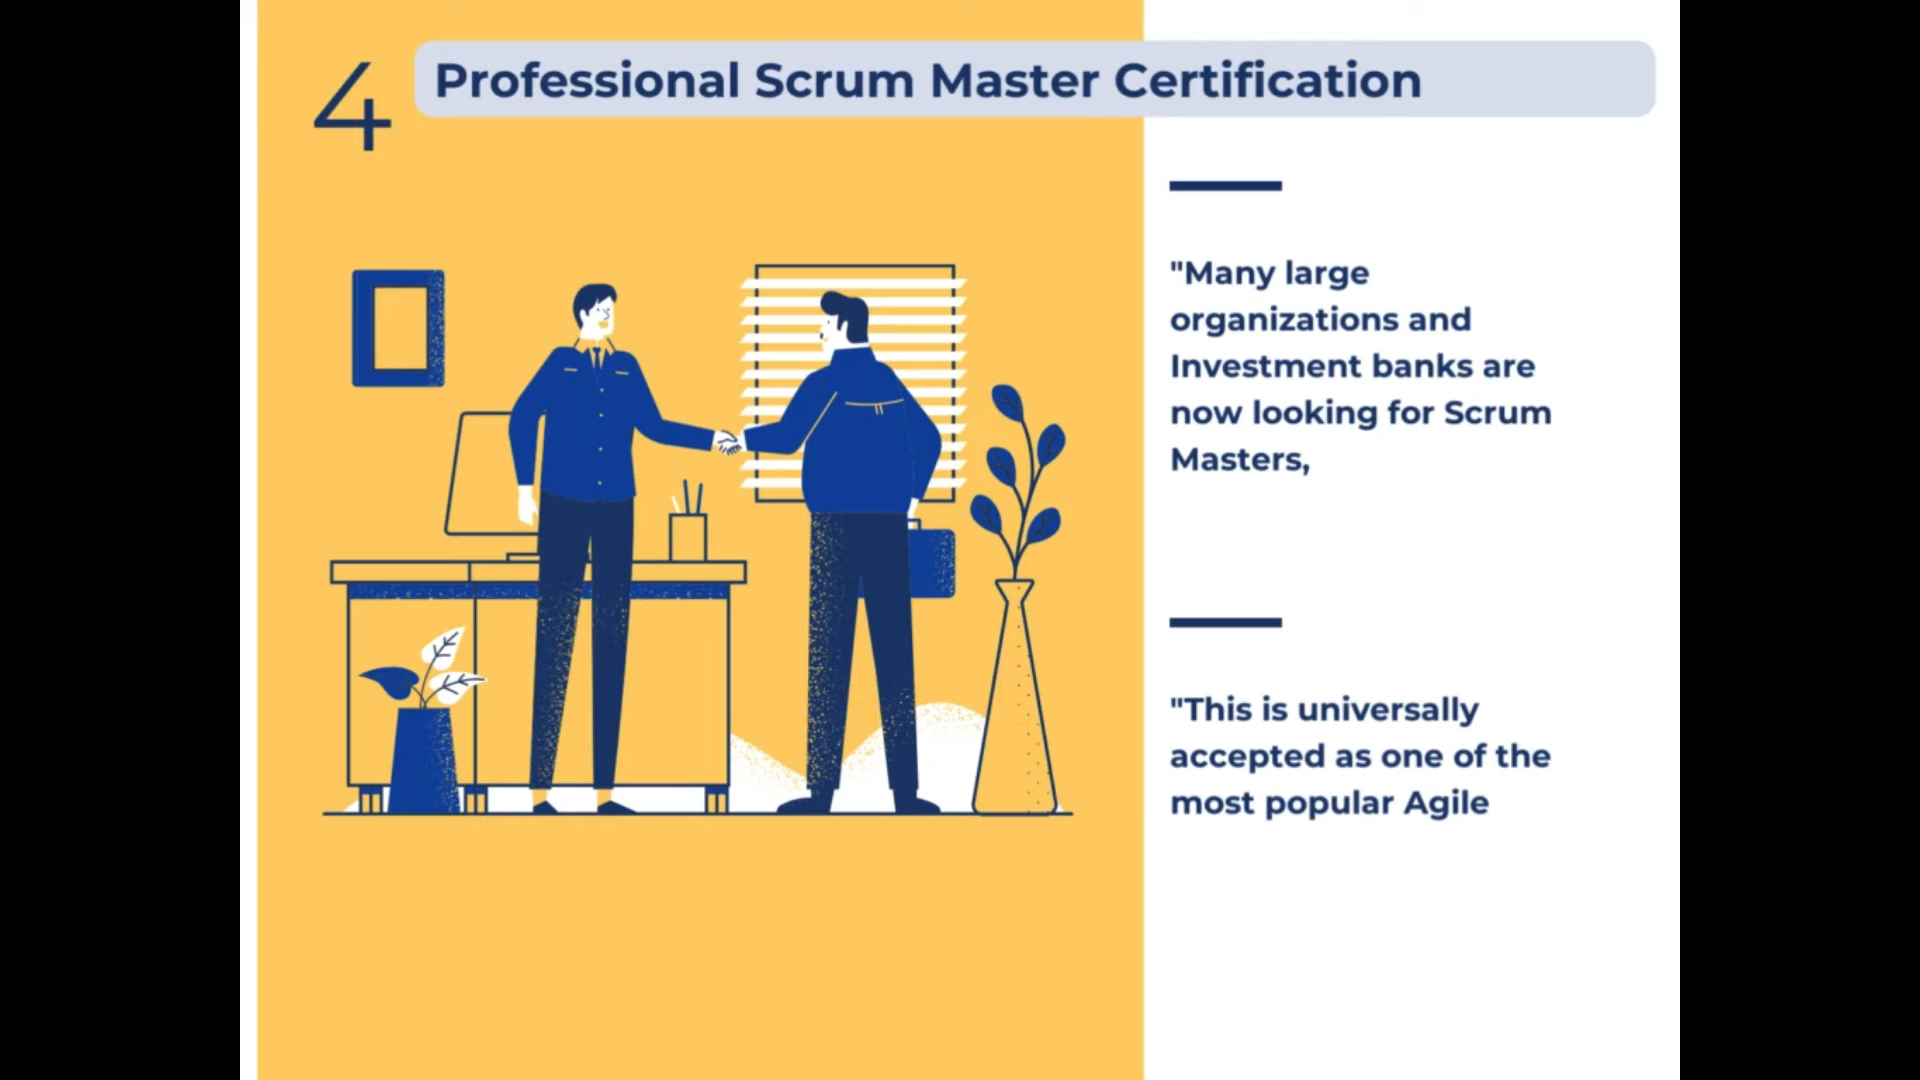 4
Professional Scrum Master Certification
"Many large
organizations and
Investment banks are
now looking for Scrum
Masters,
"This is universally
accepted as one of the
most popular Agile